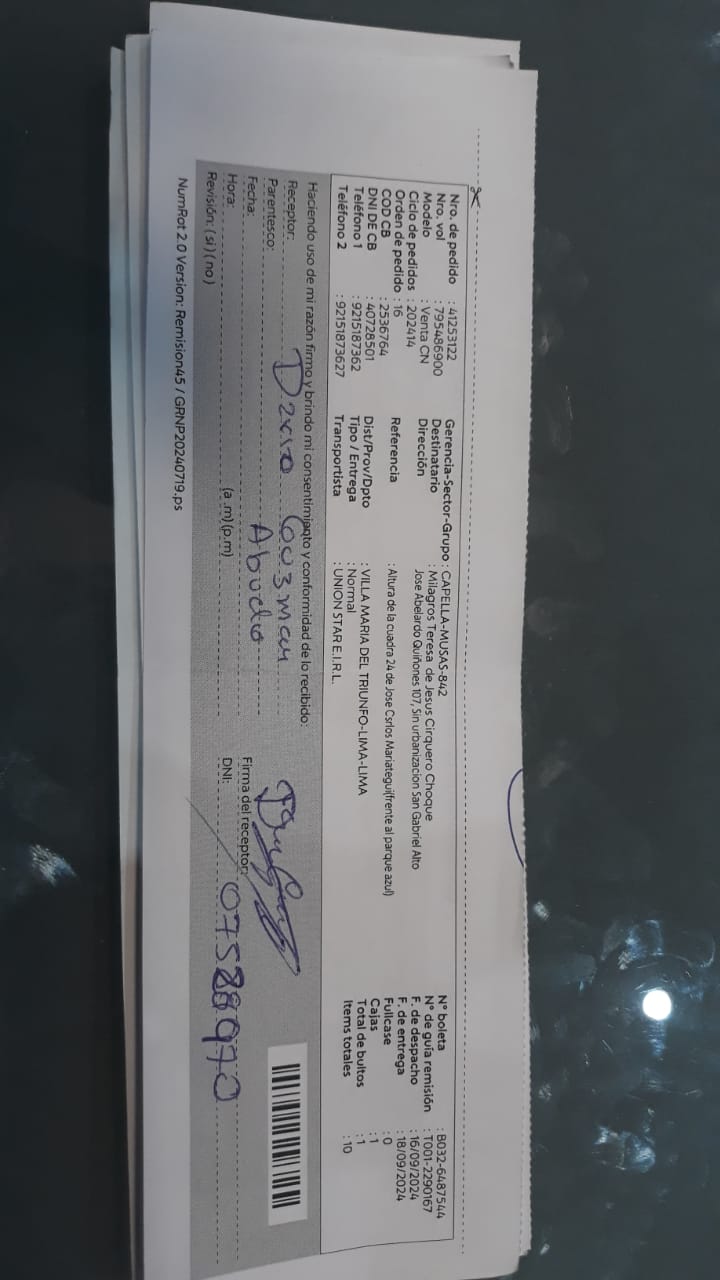 Nro. de pedido : 41253122
Nro. vol : 795486900
Modelo : Venta CN
Ciclo de pedidos : 202414
Orden de pedido : 16
COD CB : 2536764
DNI DE CB : 40728501
Teléfono 1 : 9215187362
Teléfono 2 : 92151873627
Gerencia-Sector-Grupo : CAPELLA-MUSAS-842
Destinatario : Milagros Teresa de Jesus Cirquero Choque
Dirección Jose Abelardo Quiñones 107, Sin urbanizacion San Gabriel Alto
Referencia : Altura de la cuadra 24 de Jose Csrlos Mariategui(frente al parque azul)
Dist/Prov/Dpto : VILLA MARIA DEL TRIUNFO-LIMA-LIMA
Tipo / Entrega : Normal
Transportista : UNION STAR E.I.R.L.
N° boleta : B032-6487544
N° de guía remisión : T001-2290167
F. de despacho : 16/09/2024
F. de entrega : 18/09/2024
Fullcase : 0
Cajas : 1
Total de bultos : 1
Items totales : 10
Haciendo uso de mi razón firmo y brindo mi consentimiento y conformidad de lo recibido:
Receptor:
Parentesco: Abuelo
Fecha:
Hora: (a .m)(p.m)
Revisión: ( si ) ( no )
Firma del receptor:
DNI:
NumRot 2.0 Version: Remision45 / GRNP20240719.ps